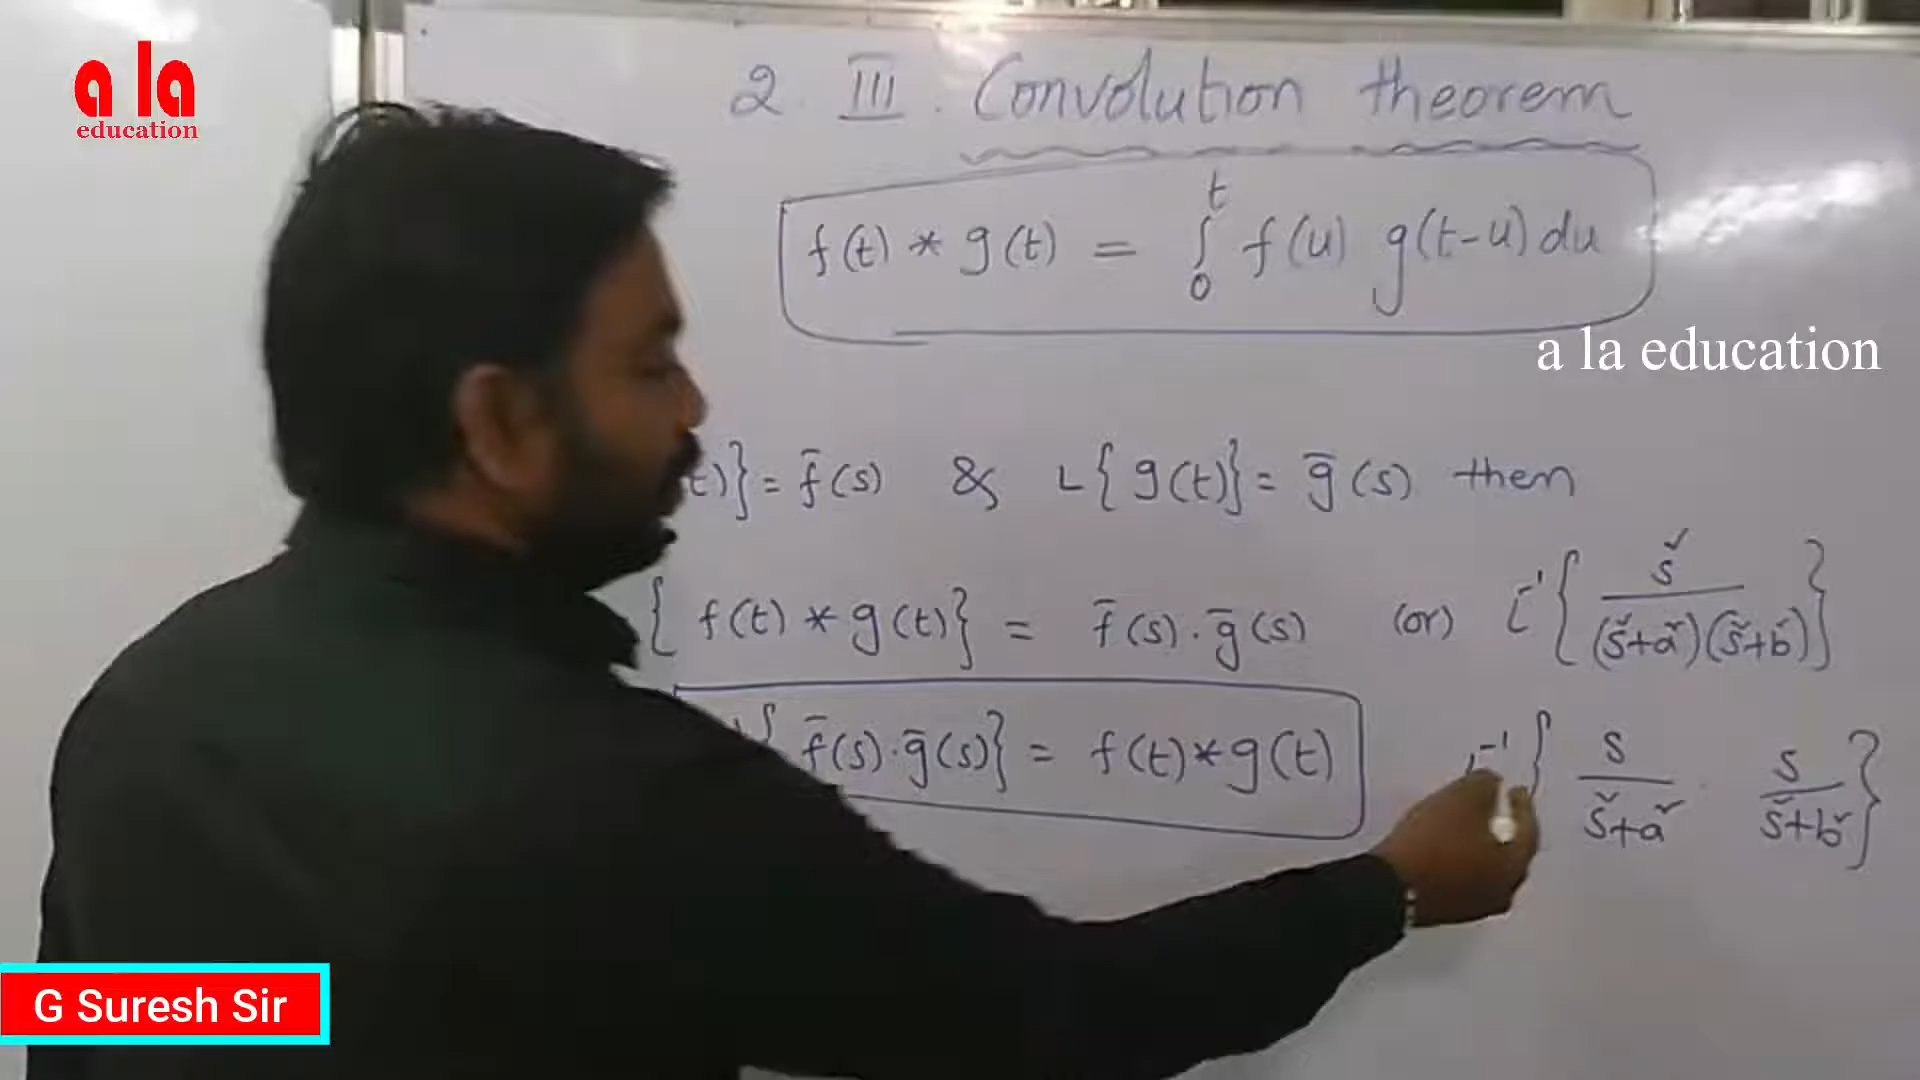 a la
education
2. III. Convolution theorem
f(t) * g(t) = ∫₀ᵗ f(u) g(t-u) du
a la education
t)} = f̄(s) & L{g(t)} = ḡ(s) then
{ f(t) * g(t)} = f̄(s) . ḡ(s) (or) L⁻¹{ s² / (s²+a²)(s²+b²) }
{ f̄(s) . ḡ(s)} = f(t) * g(t)
L⁻¹{ s / s²+a² . s / s²+b² }
G Suresh Sir